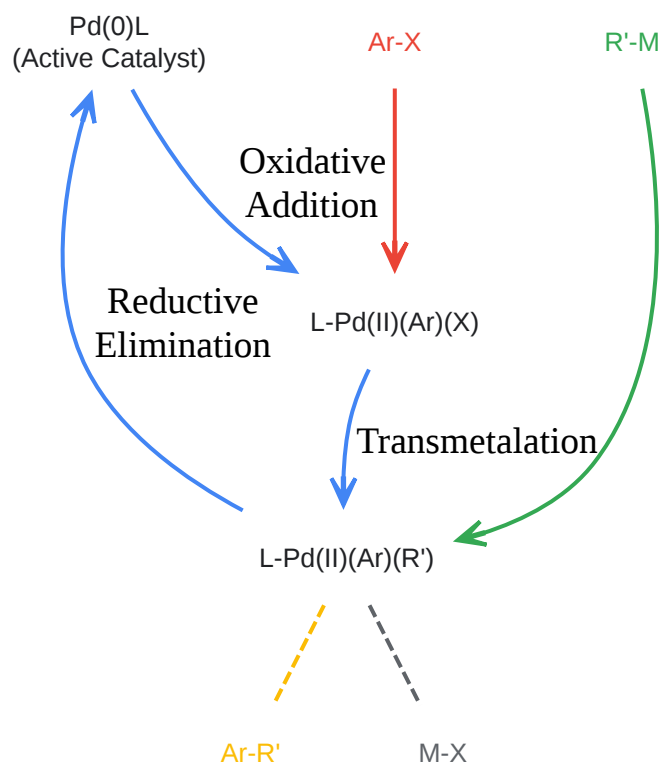 Pd(0)L
(Active Catalyst)
Ar-X
R'-M
Oxidative
Addition
Reductive
Elimination
L-Pd(II)(Ar)(X)
Transmetalation
L-Pd(II)(Ar)(R')
Ar-R'
M-X